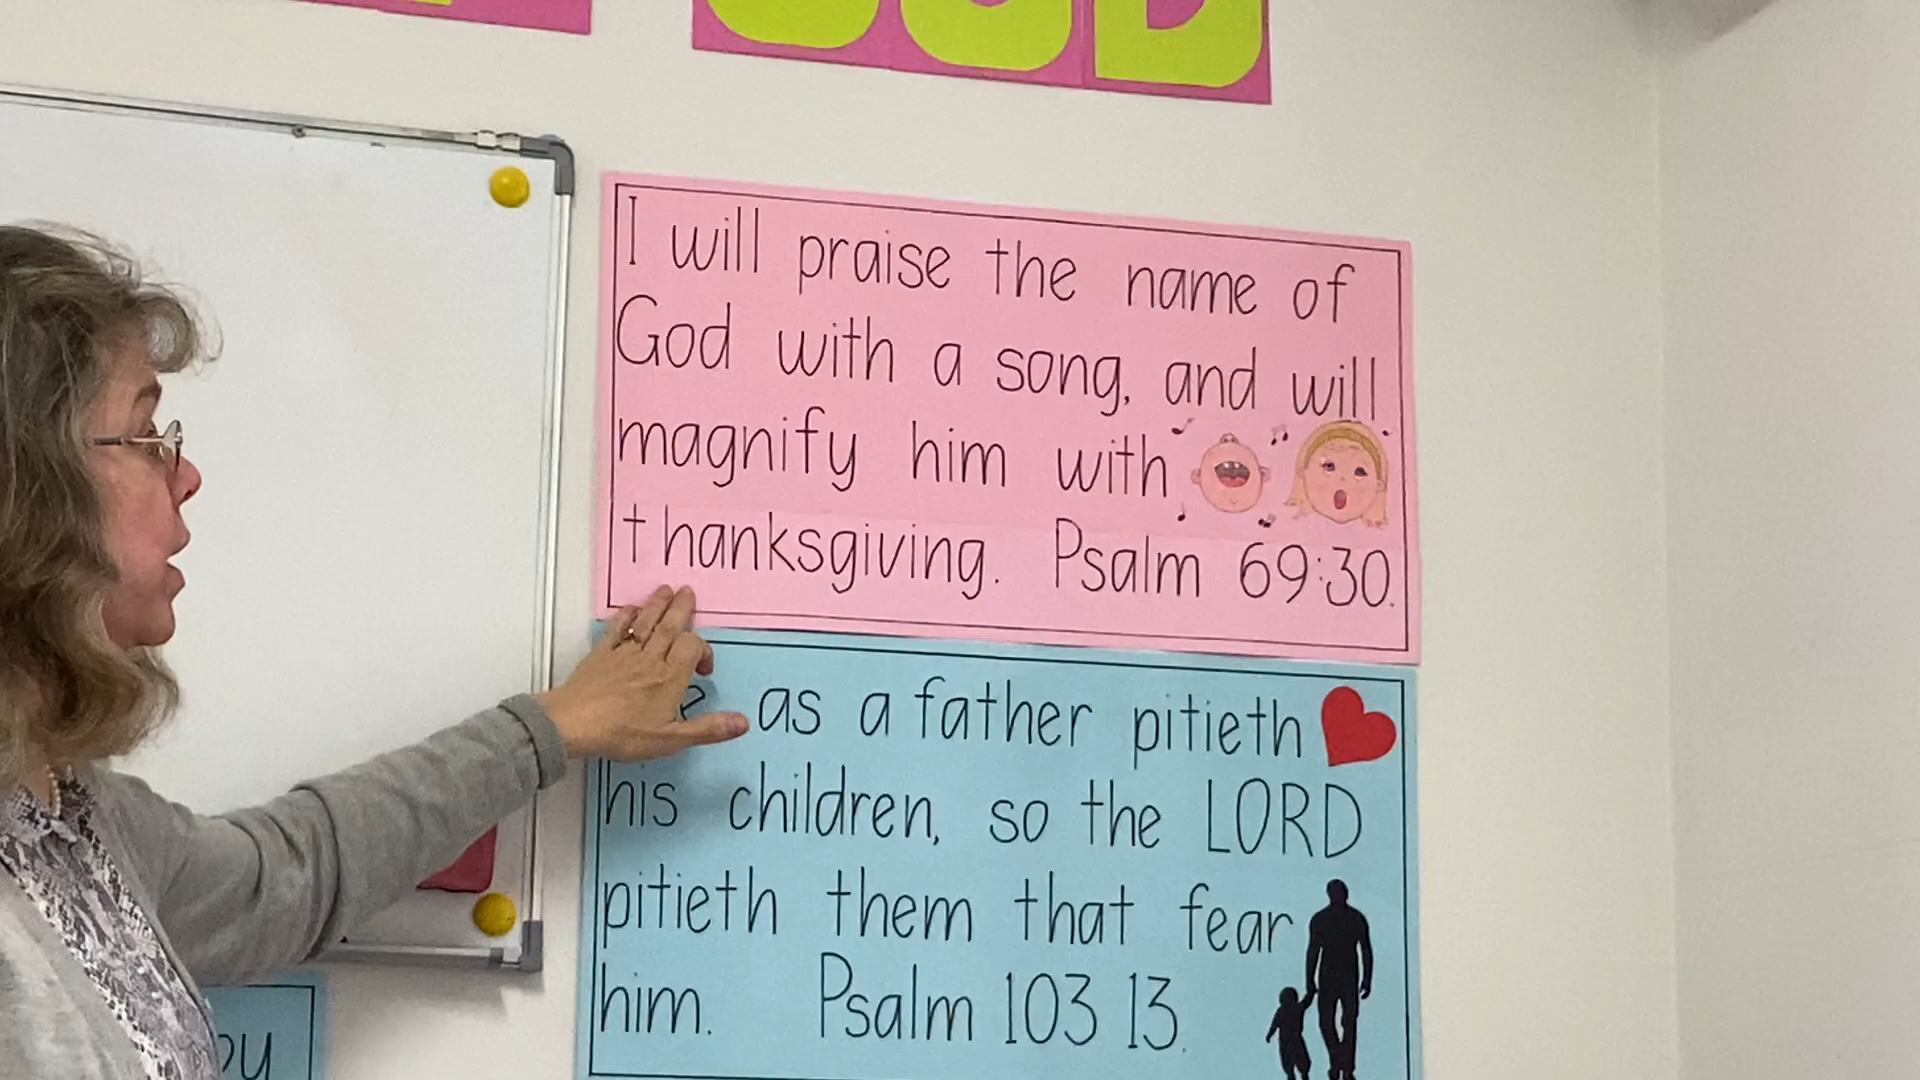 GOD
I will praise the name of
God with a song, and will
magnify him with
thanksgiving. Psalm 69:30.
as a father pitieth
his children, so the LORD
pitieth them that fear
him. Psalm 103 13.